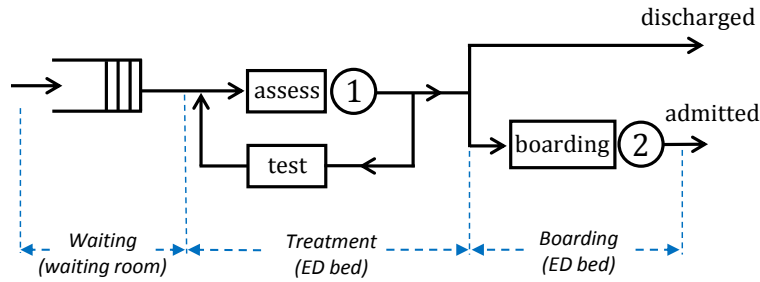 discharged
assess
1
admitted
test
boarding
2
Waiting
(waiting room)
Treatment
(ED bed)
Boarding
(ED bed)